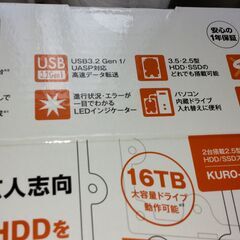 安心の
1年保証
USB
3.2Gen1
USB3.2 Gen 1/
UASP対応
高速データ転送
3.5・2.5型
HDD・SSDの
どれでも搭載可能
進行状況・エラーが
一目でわかる
LEDインジケーター
パソコン
内蔵ドライブ
入れ替えに便利
人志向
16TB
大容量ドライブ
動作可能※
2台搭載2.5型
HDD/SSD
KURO-
HDDを